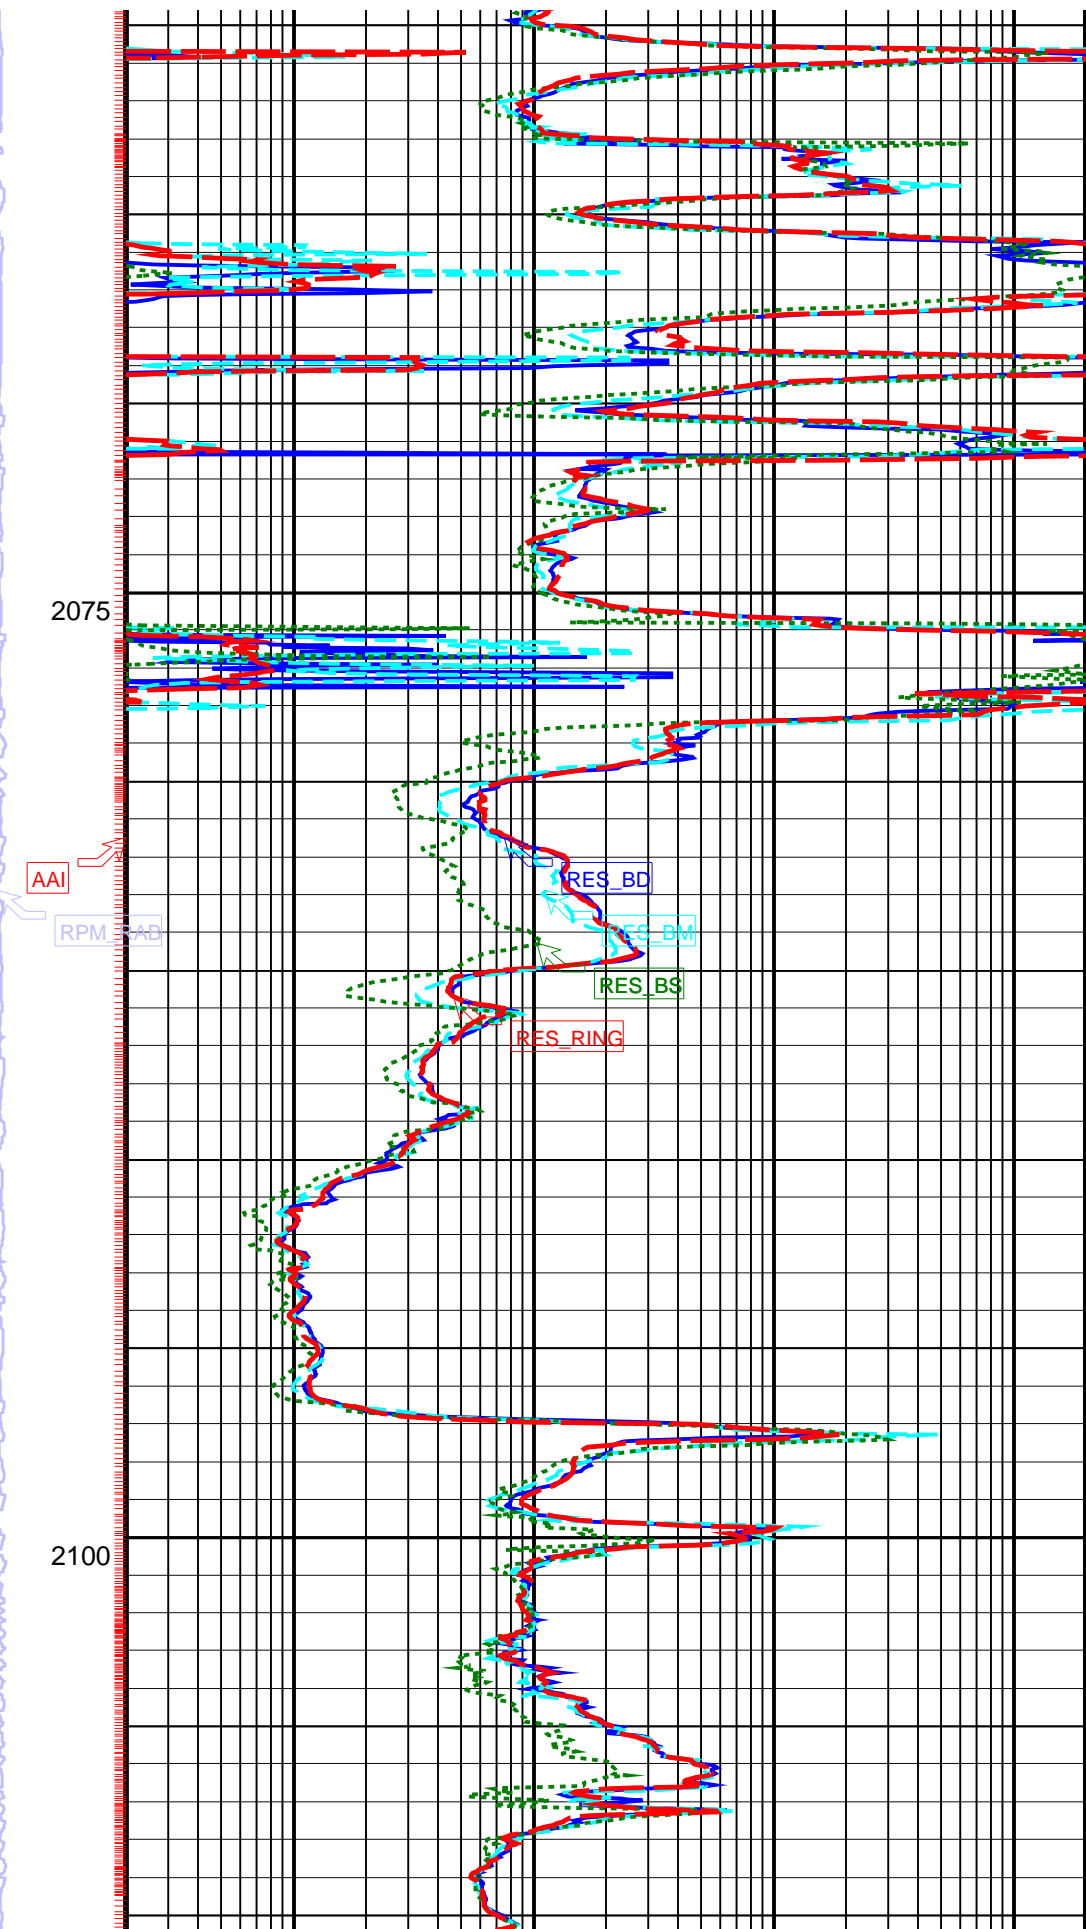 2075
AAI
RES_BD
RPM_RAB
RES_BM
RES_BS
RES_RING
2100